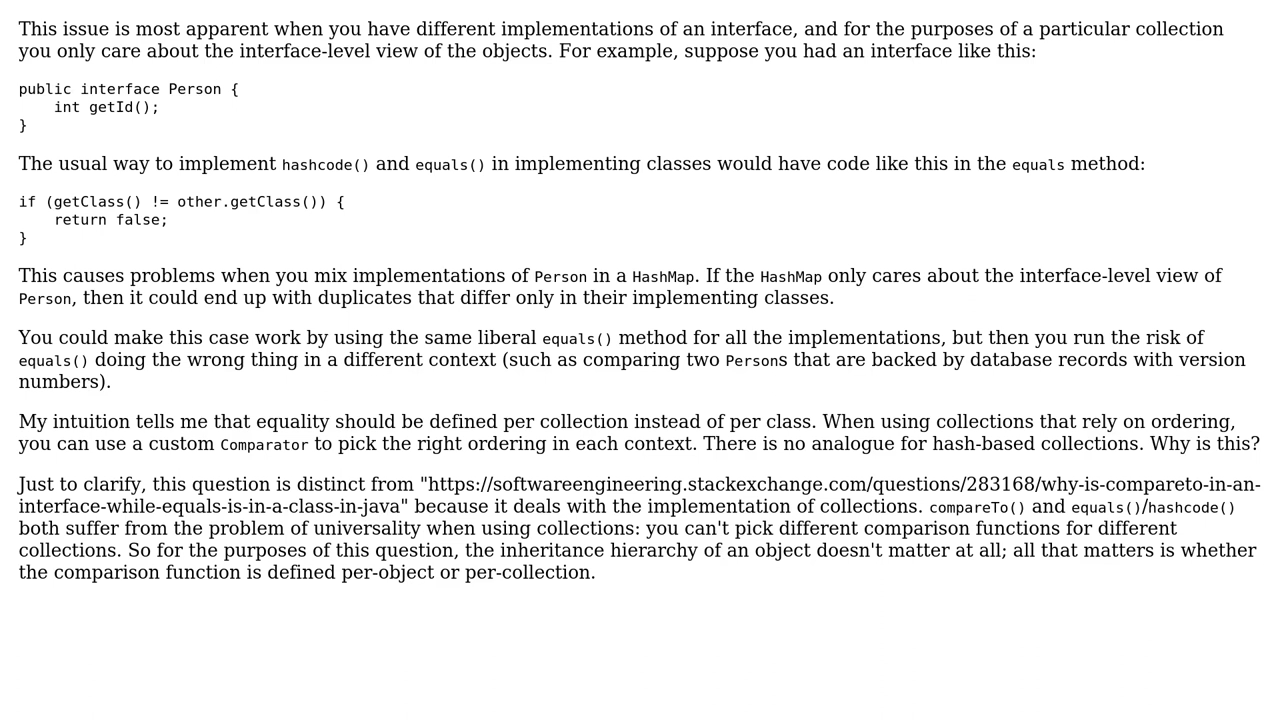 This issue is most apparent when you have different implementations of an interface, and for the purposes of a particular collection
you only care about the interface-level view of the objects. For example, suppose you had an interface like this:
public interface Person {
    int getId();
}
The usual way to implement hashcode() and equals() in implementing classes would have code like this in the equals method:
if (getClass() != other.getClass()) {
    return false;
}
This causes problems when you mix implementations of Person in a HashMap. If the HashMap only cares about the interface-level view of
Person, then it could end up with duplicates that differ only in their implementing classes.
You could make this case work by using the same liberal equals() method for all the implementations, but then you run the risk of
equals() doing the wrong thing in a different context (such as comparing two Persons that are backed by database records with version
numbers).
My intuition tells me that equality should be defined per collection instead of per class. When using collections that rely on ordering,
you can use a custom Comparator to pick the right ordering in each context. There is no analogue for hash-based collections. Why is this?
Just to clarify, this question is distinct from "https://softwareengineering.stackexchange.com/questions/283168/why-is-compareto-in-an-
interface-while-equals-is-in-a-class-in-java" because it deals with the implementation of collections. compareTo() and equals()/hashcode()
both suffer from the problem of universality when using collections: you can't pick different comparison functions for different
collections. So for the purposes of this question, the inheritance hierarchy of an object doesn't matter at all; all that matters is whether
the comparison function is defined per-object or per-collection.